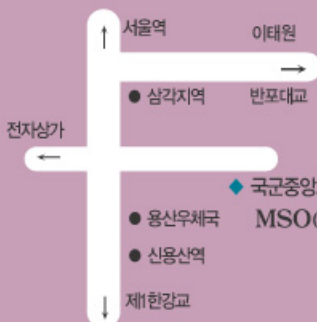 서울역
이태원
삼각지역
반포대교
전자상가
국군중앙
용산우체국
MSO
신용산역
제1한강교